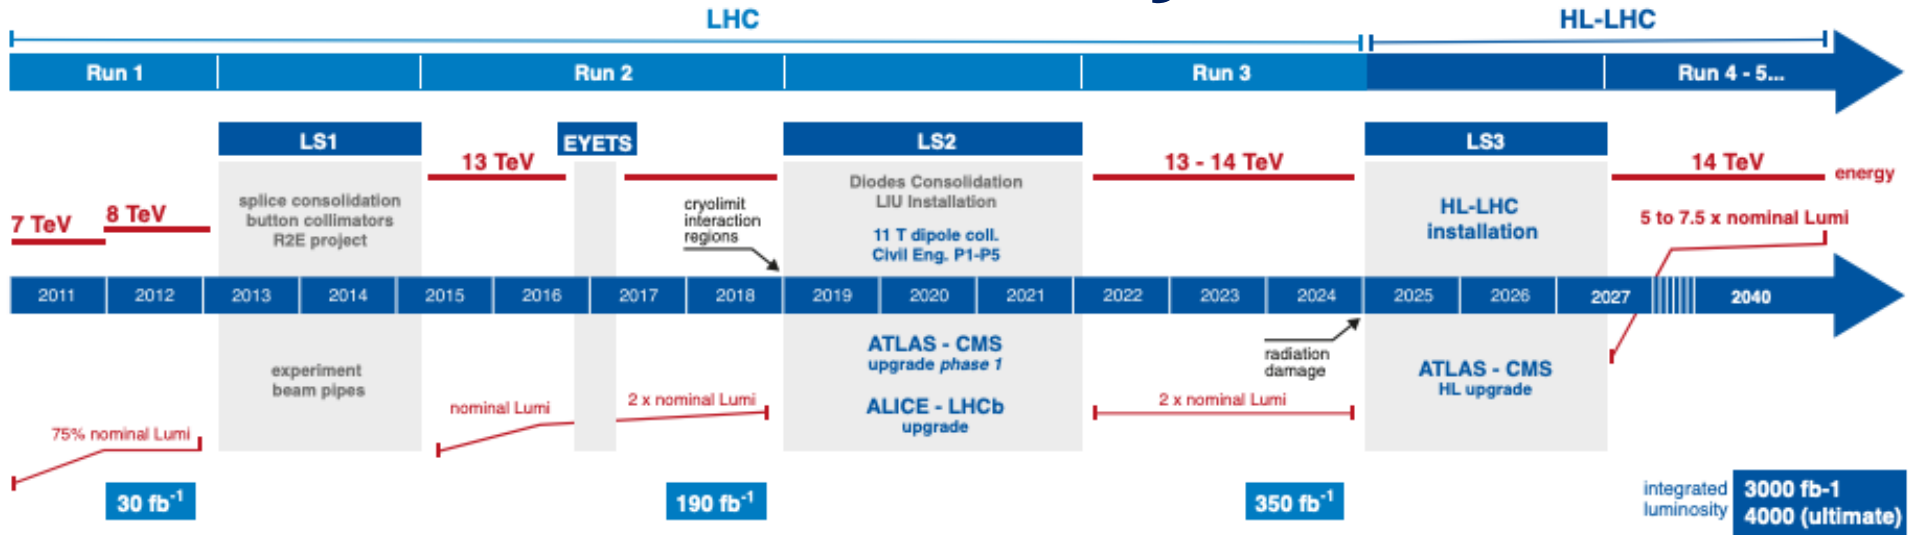 LHC
HL-LHC
Run 1
Run 2
Run 3
Run 4 - 5...
LS1
EYETS
LS2
LS3
13 TeV
13 - 14 TeV
14 TeV
energy
7 TeV
8 TeV
splice consolidation
button collimators
R2E project
cryolimit
interaction
regions
Diodes Consolidation
LIU Installation
11 T dipole coll.
Civil Eng. P1-P5
HL-LHC
installation
5 to 7.5 x nominal Lumi
2011
2012
2013
2014
2015
2016
2017
2018
2019
2020
2021
2022
2023
2024
2025
2026
2027
2040
experiment
beam pipes
ATLAS - CMS
upgrade phase 1
ALICE - LHCb
upgrade
radiation
damage
ATLAS - CMS
HL upgrade
75% nominal Lumi
nominal Lumi
2 x nominal Lumi
2 x nominal Lumi
30 fb-1
190 fb-1
350 fb-1
integrated
luminosity
3000 fb-1
4000 (ultimate)